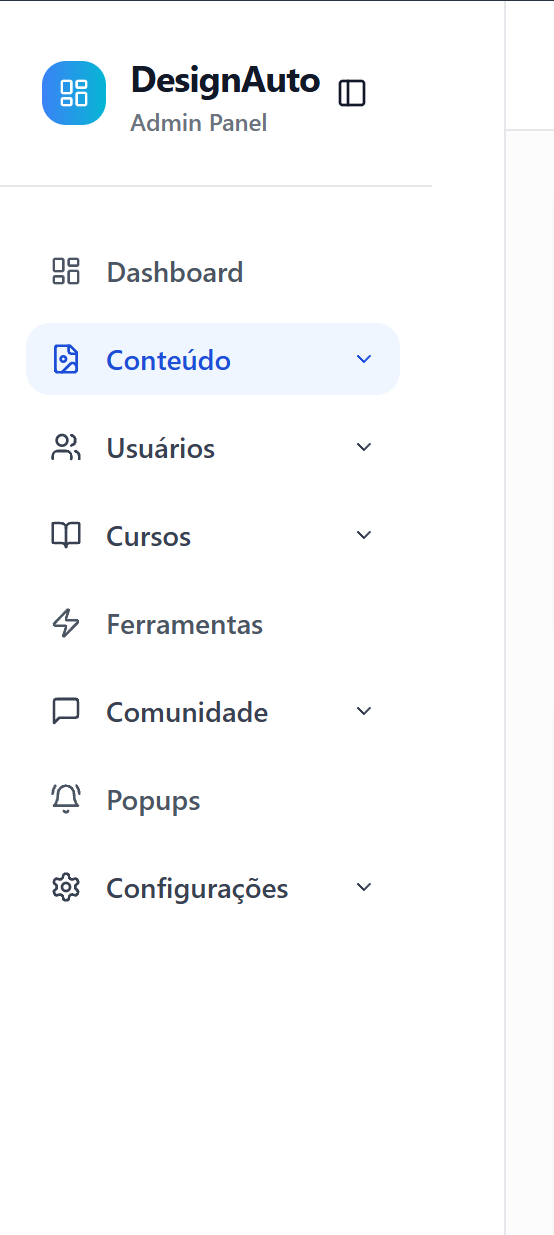 DesignAuto
Admin Panel
Dashboard
Conteúdo
Usuários
Cursos
Ferramentas
Comunidade
Popups
Configurações